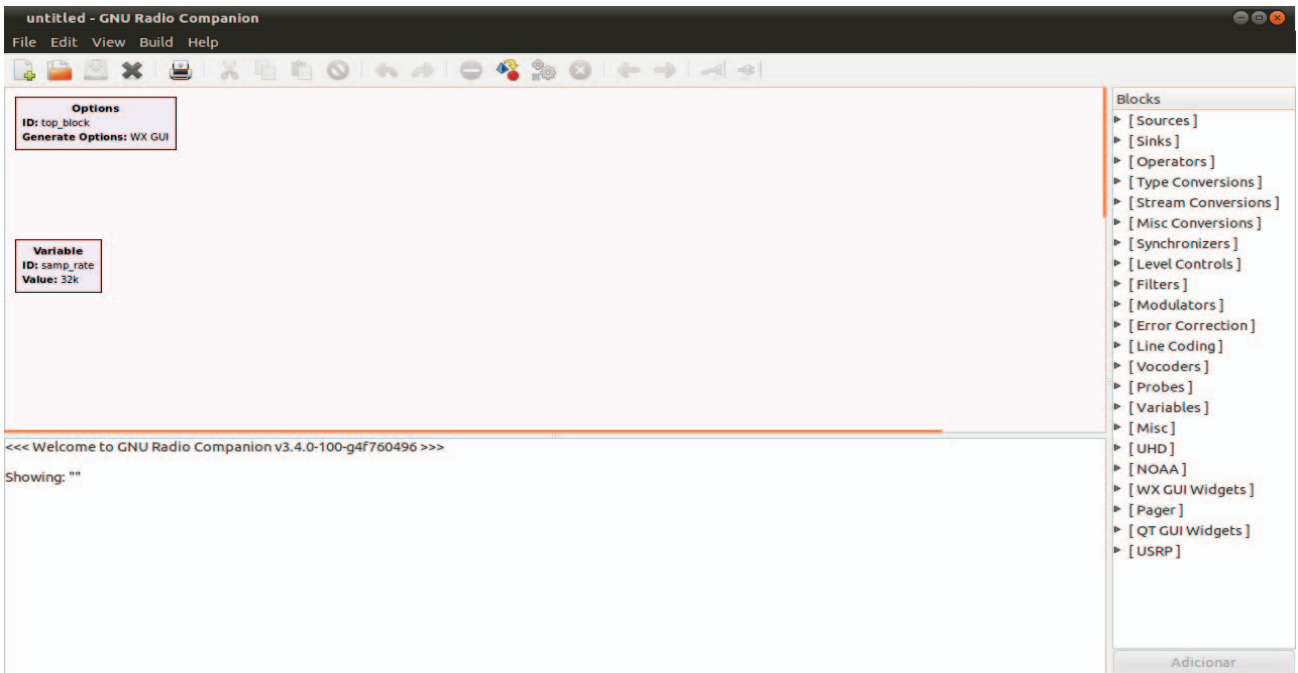 untitled - GNU Radio Companion
File Edit View Build Help
Options
ID: top_block
Generate Options: WX GUI
Variable
ID: samp_rate
Value: 32k
<<< Welcome to GNU Radio Companion v3.4.0-100-g4f760496 >>>
Showing: ""
Blocks
[ Sources ]
[ Sinks ]
[ Operators ]
[ Type Conversions ]
[ Stream Conversions ]
[ Misc Conversions ]
[ Synchronizers ]
[ Level Controls ]
[ Filters ]
[ Modulators ]
[ Error Correction ]
[ Line Coding ]
[ Vocoders ]
[ Probes ]
[ Variables ]
[ Misc ]
[ UHD ]
[ NOAA ]
[ WX GUI Widgets ]
[ Pager ]
[ QT GUI Widgets ]
[ USRP ]
Adicionar